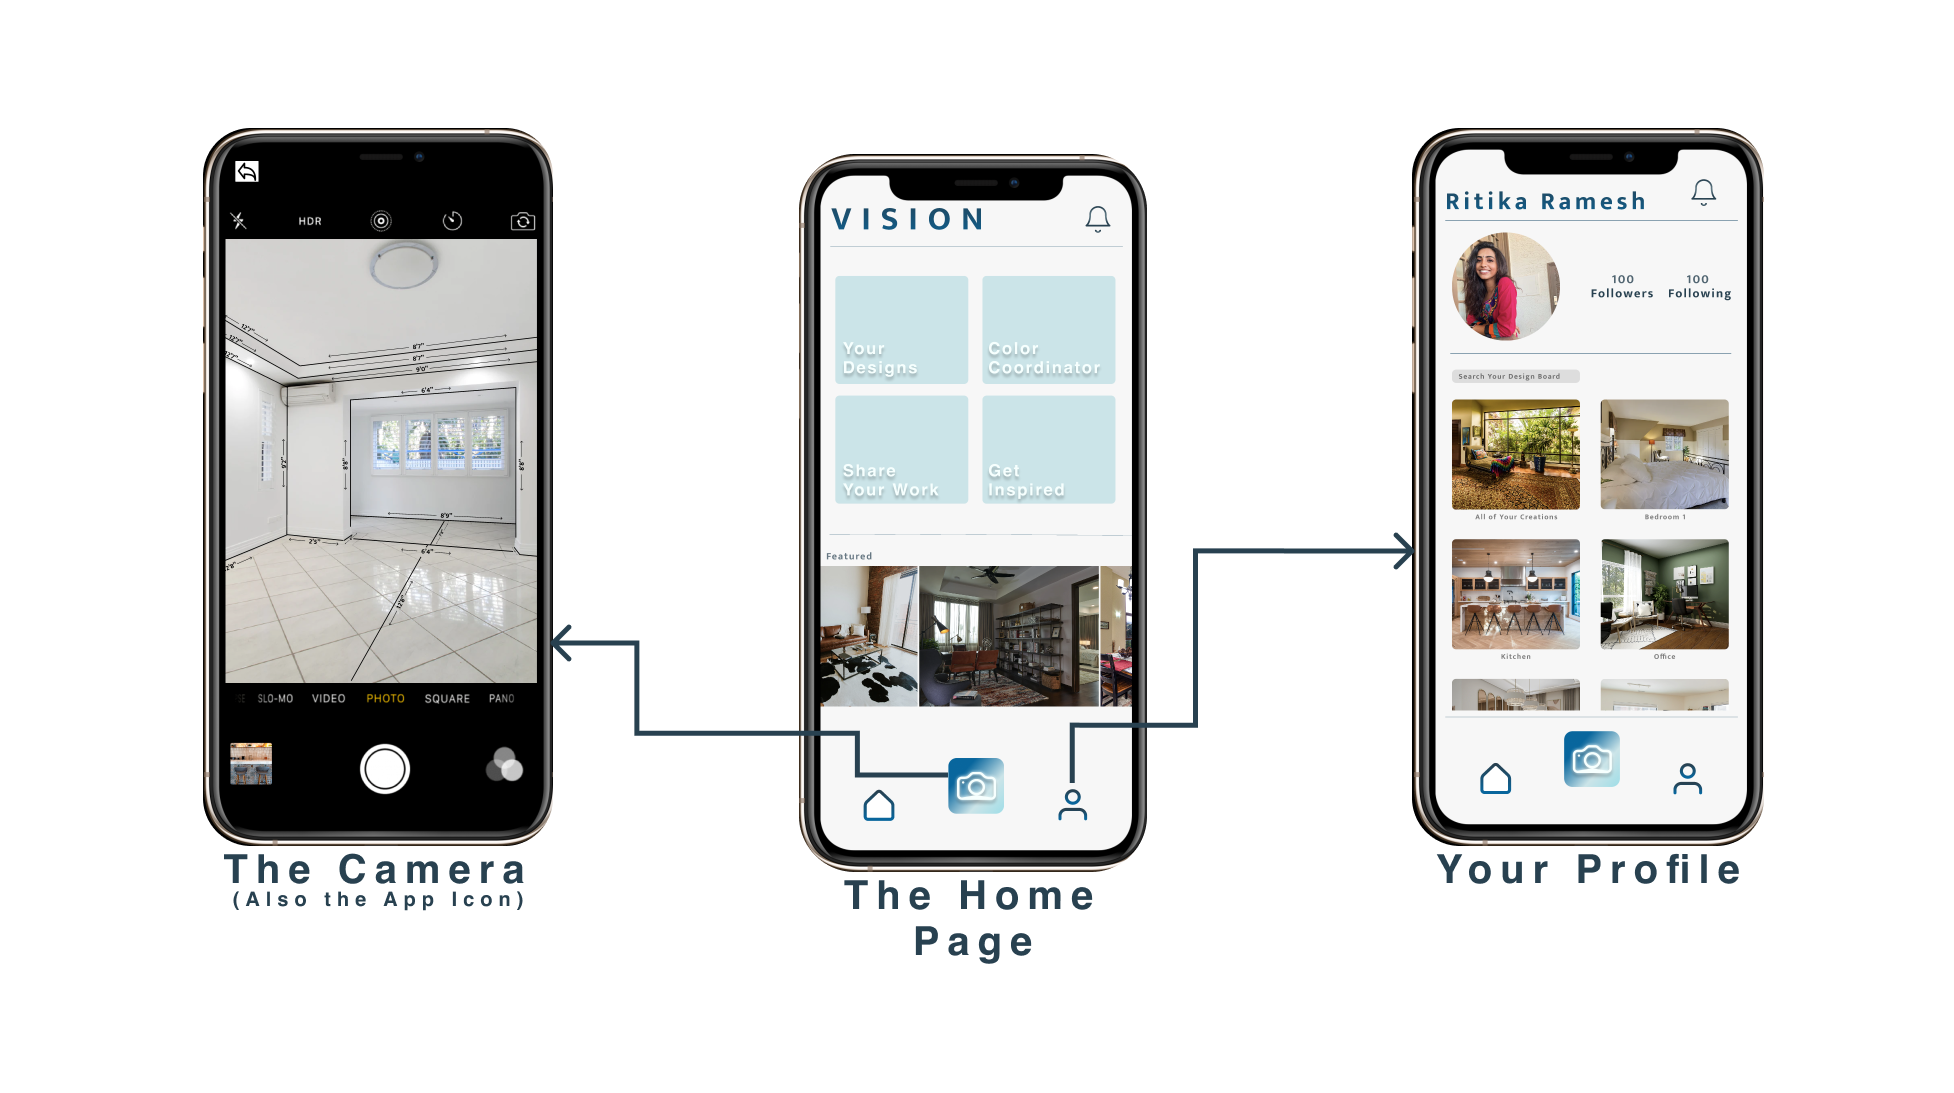 HDR
12'7"
12'7"
12'7"
8'7"
8'7"
9'0"
6'4"
9'2"
8'8"
8'8"
8'9"
2'5"
6'4"
12'8"
12'8"
SLO-MO VIDEO PHOTO SQUARE PANO
The Camera
(Also the App Icon)
VISION
Your
Designs
Color
Coordinator
Share
Your Work
Get
Inspired
Featured
The Home
Page
Ritika Ramesh
100
Followers
100
Following
Search Your Design Board
All of Your Creations
Bedroom 1
Kitchen
Office
Your Profile